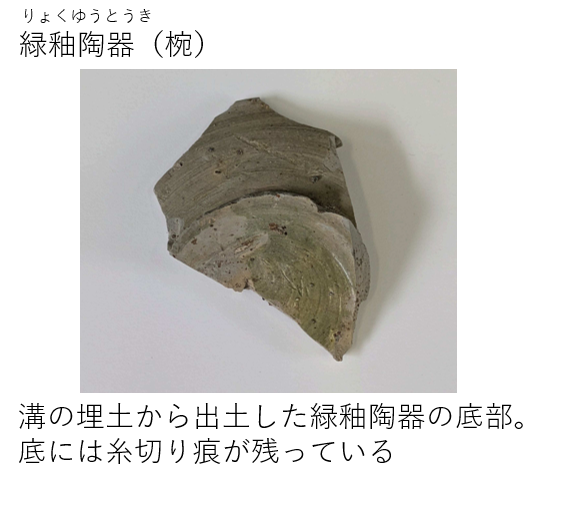 りょくゆうとうき
緑釉陶器（椀）
溝の埋土から出土した緑釉陶器の底部。
底には糸切り痕が残っている